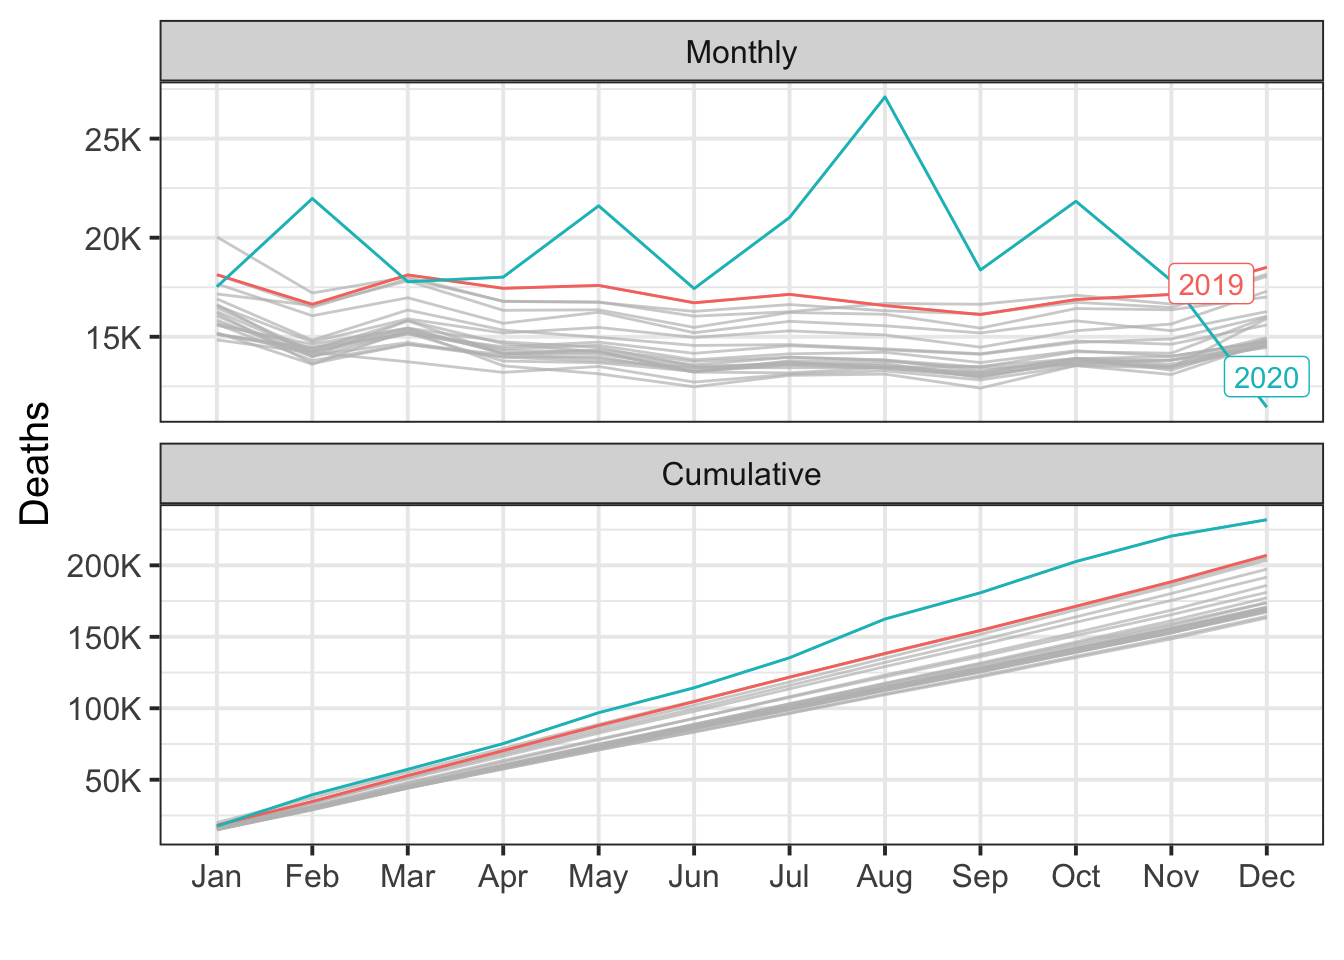 Monthly
25K
20K
15K
2019
2020
Deaths
Cumulative
200K
150K
100K
50K
Jan Feb Mar Apr May Jun Jul Aug Sep Oct Nov Dec